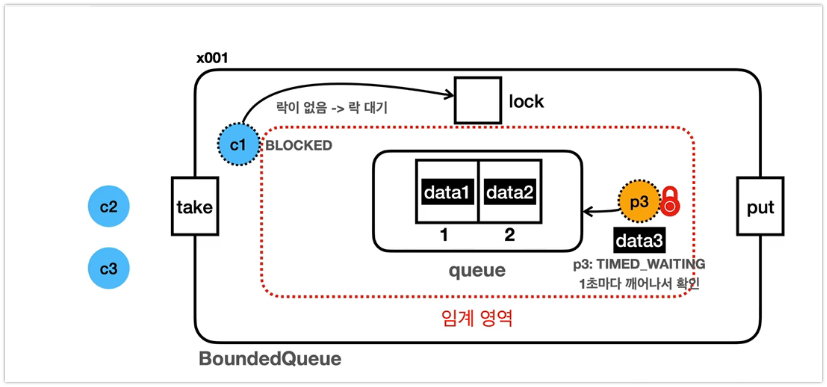 x001
락이 없음 -> 락 대기
lock
c1
BLOCKED
c2
take
data1
data2
p3
put
1
2
data3
c3
queue
p3: TIMED_WAITING
1초마다 깨어나서 확인
임계 영역
BoundedQueue